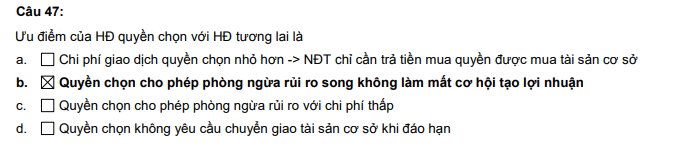 Câu 47:
Ưu điểm của HĐ quyền chọn với HĐ tương lai là
a. ☐ Chi phí giao dịch quyền chọn nhỏ hơn -> NĐT chỉ cần trả tiền mua quyền được mua tài sản cơ sở
b. ☒ Quyền chọn cho phép phòng ngừa rủi ro song không làm mất cơ hội tạo lợi nhuận
c. ☐ Quyền chọn cho phép phòng ngừa rủi ro với chi phí thấp
d. ☐ Quyền chọn không yêu cầu chuyển giao tài sản cơ sở khi đáo hạn